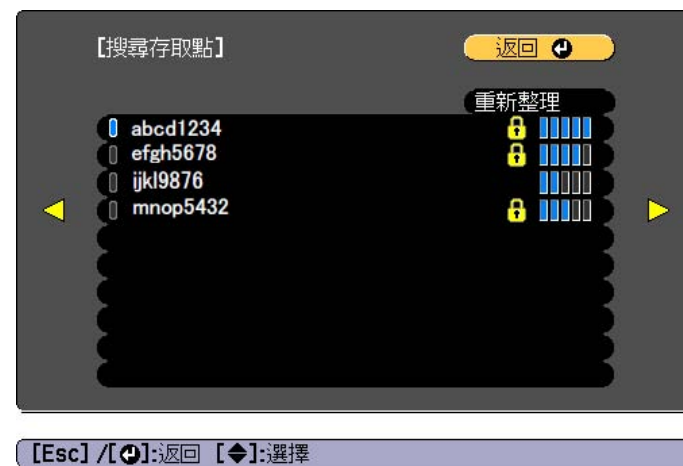 [搜尋存取點]
返回
重新整理
abcd1234
efgh5678
ijkl9876
mnop5432
[Esc] /[ ]:返回 [ ]:選擇